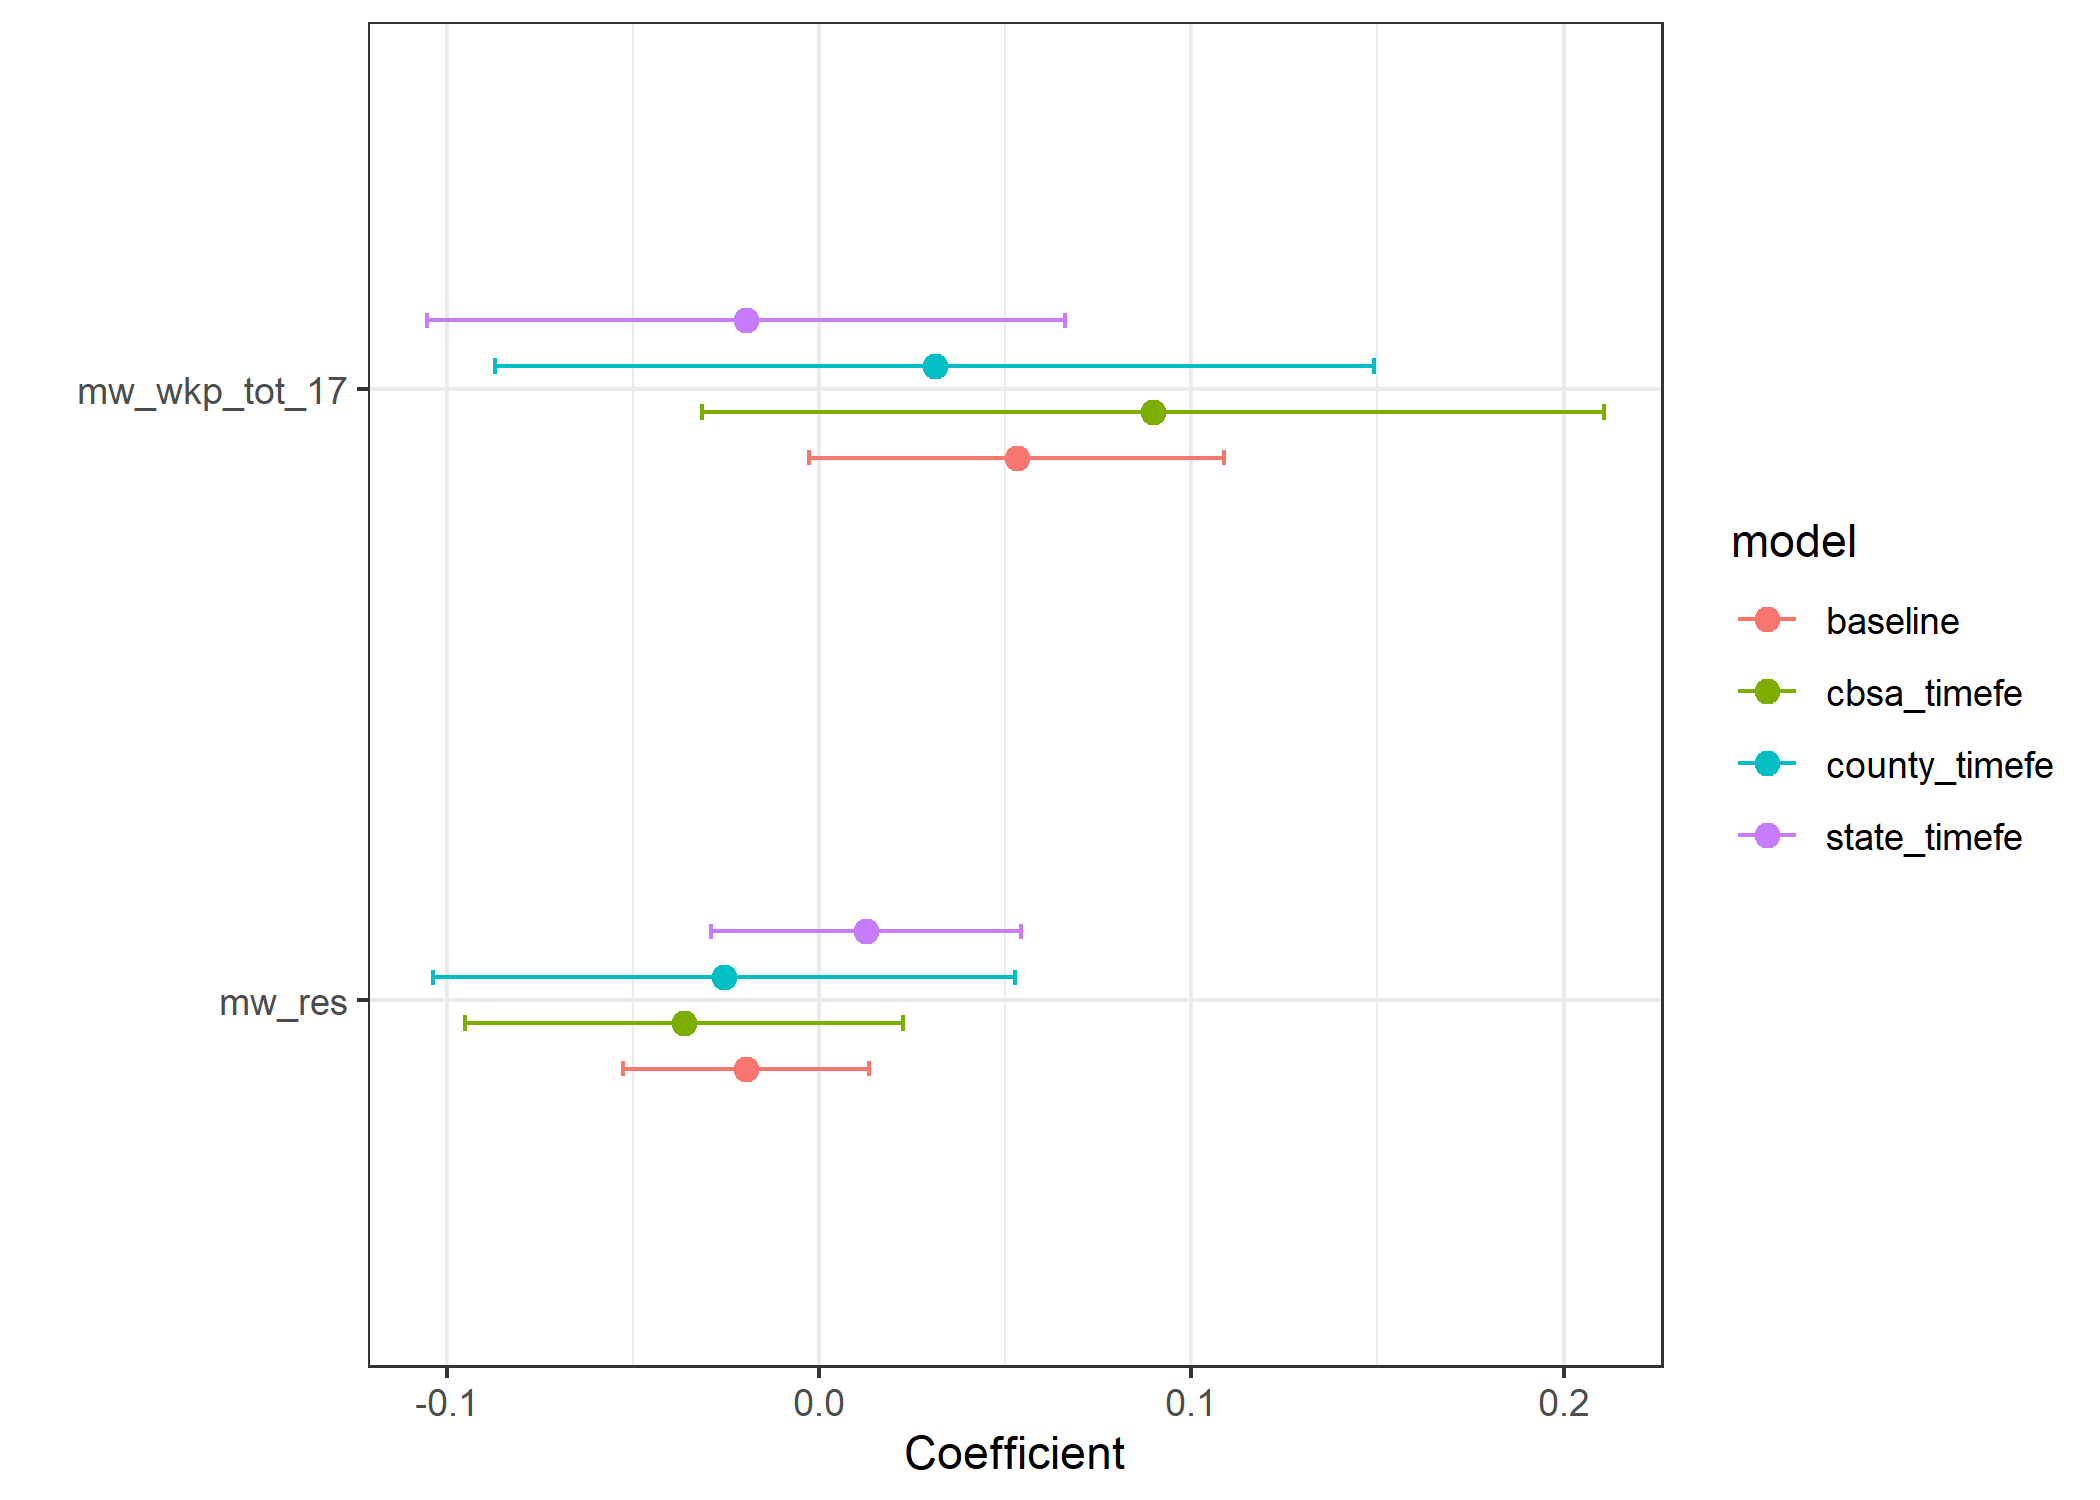 mw_wkp_tot_17
mw_res
-0.1
0.0
0.1
0.2
Coefficient
model
baseline
cbsa_timefe
county_timefe
state_timefe